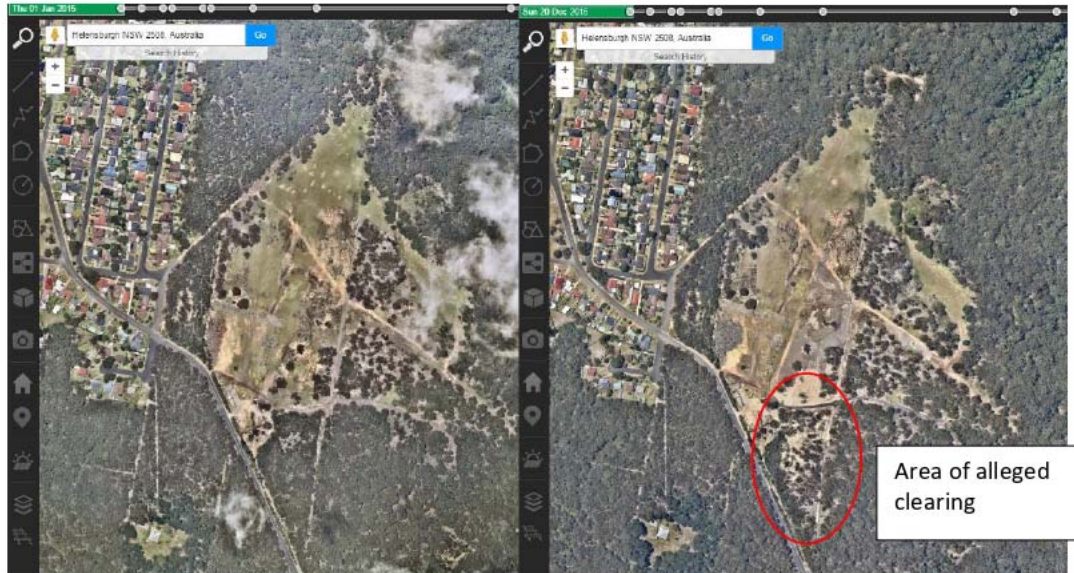 Thu 01 Jan 2015
Helensburgh NSW 2508, Australia
Go
Search History
+
−
Sun 20 Dec 2015
Helensburgh NSW 2508, Australia
Go
Search History
+
−
Area of alleged
clearing